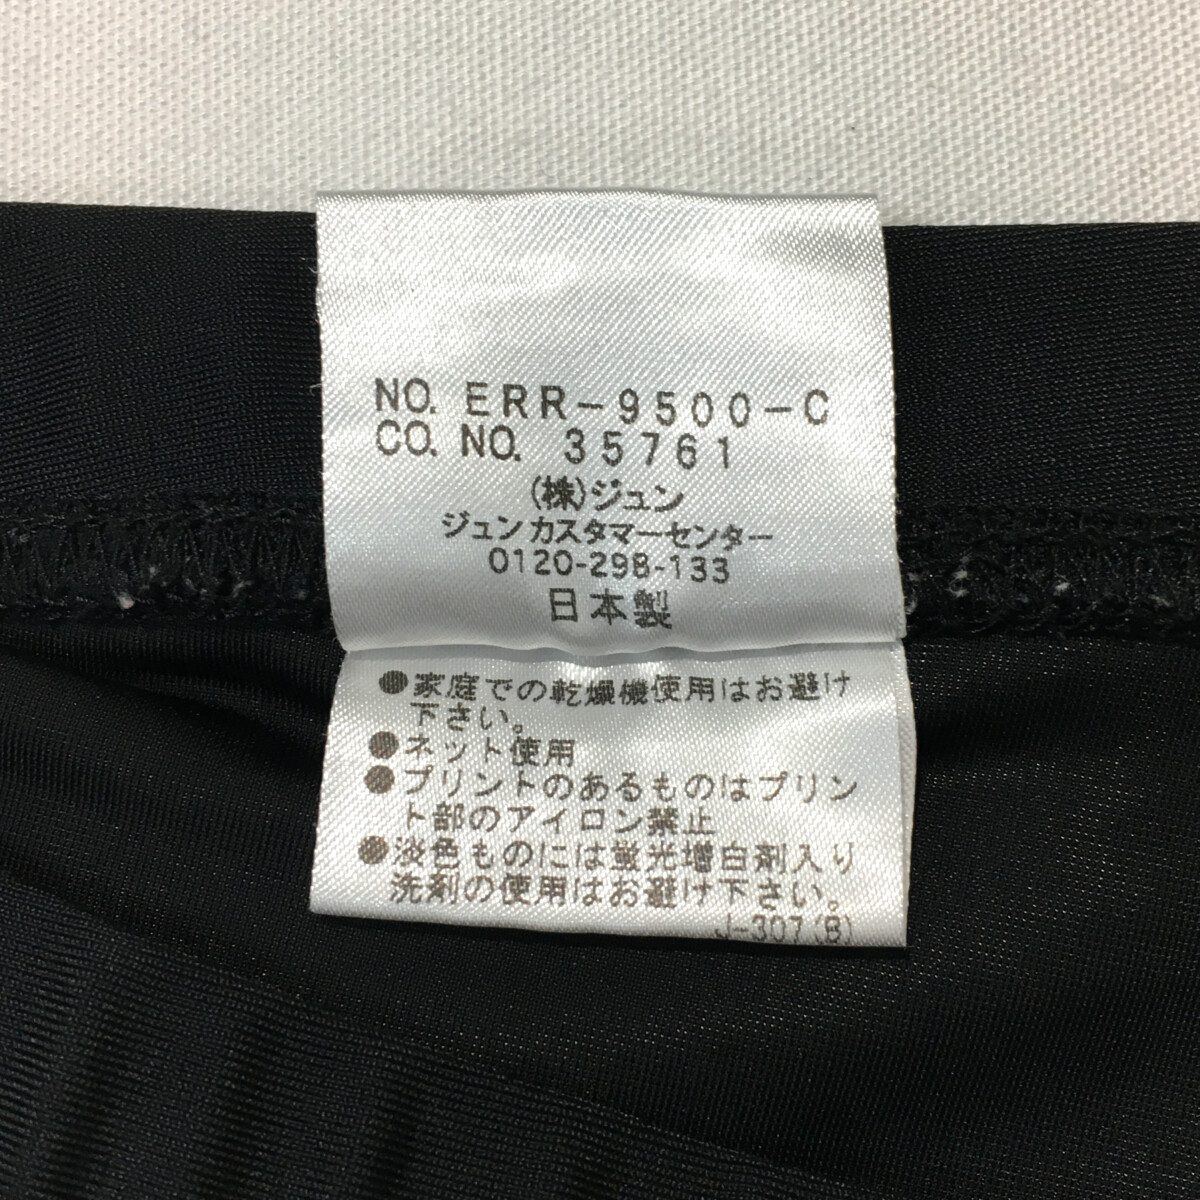 NO. ERR-9500-C
CO. NO. 35761
(株)ジュン
ジュンカスタマーセンター
0120-298-133
日本製
●家庭での乾燥機使用はお避け
下さい。
●ネット使用
●プリントのあるものはプリン
ト部のアイロン禁止
●淡色ものには蛍光増白剤入り
洗剤の使用はお避け下さい。
J-307(B)